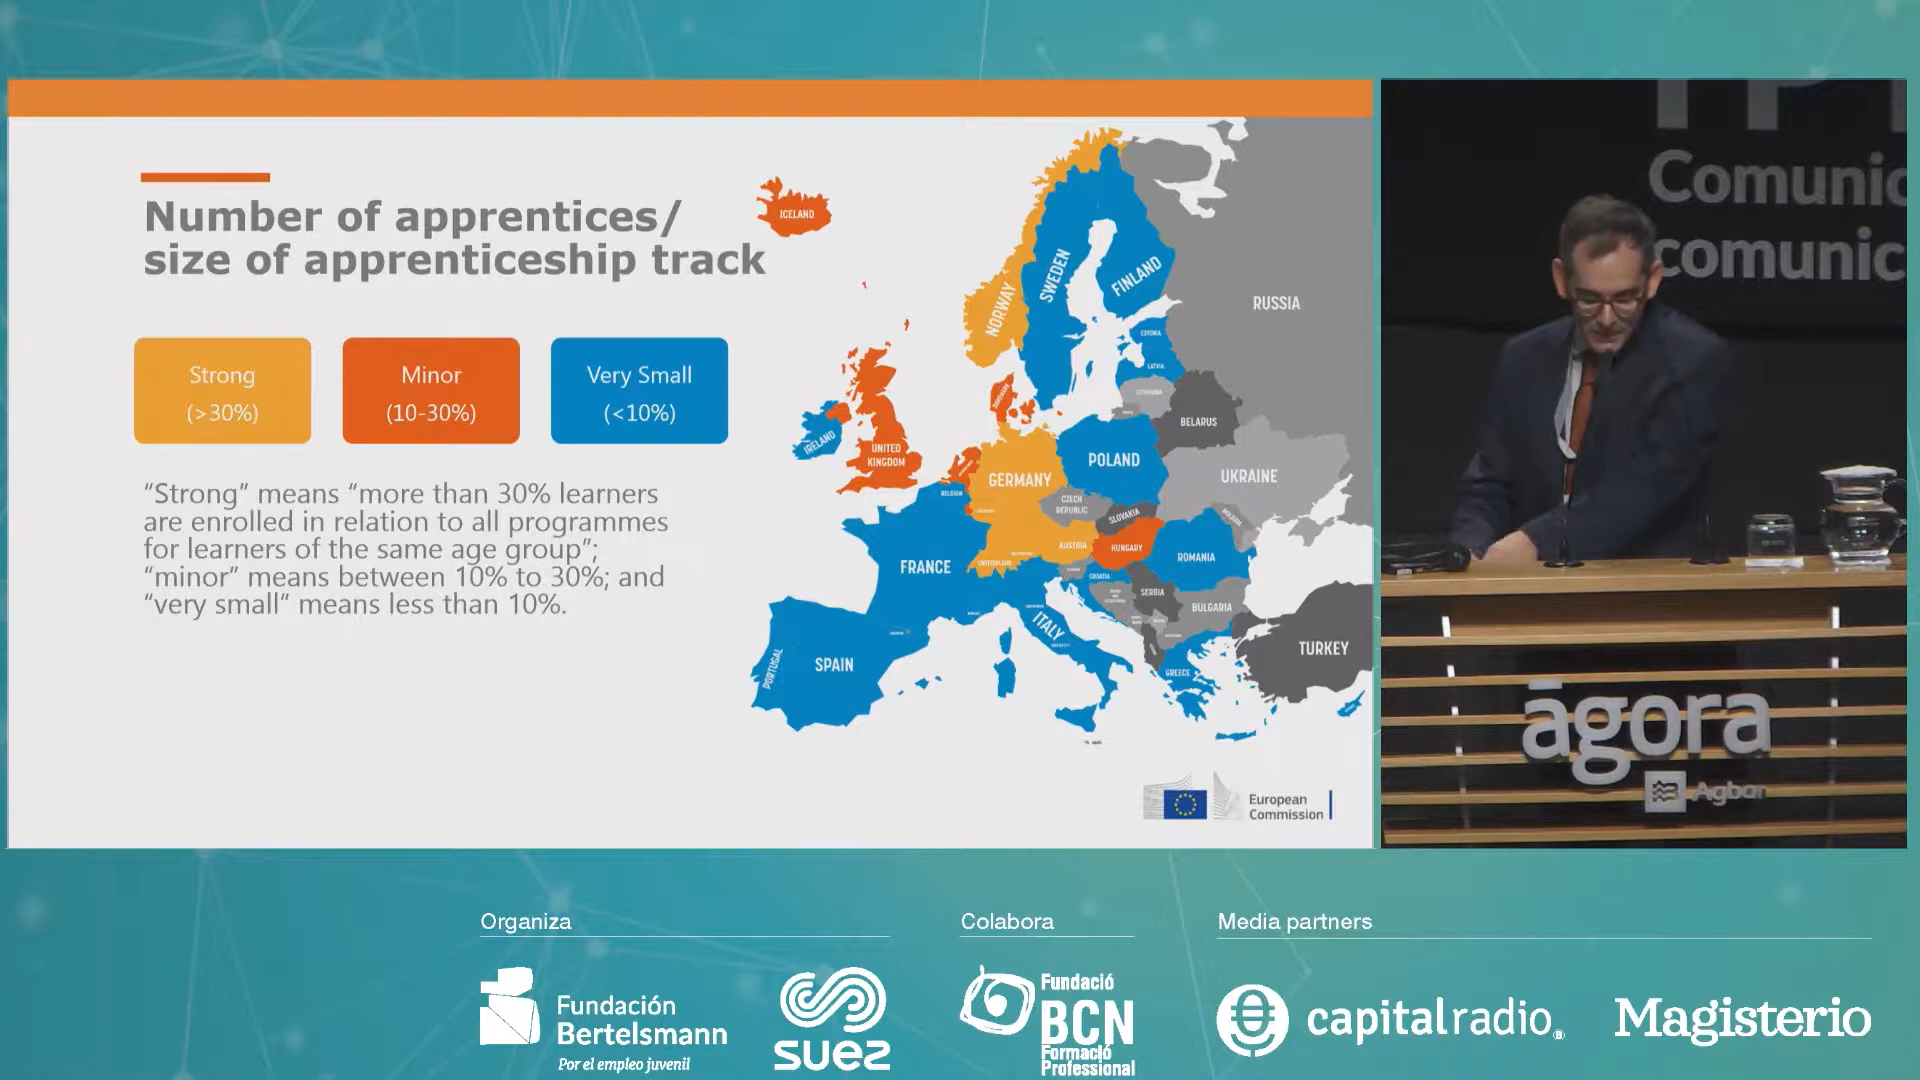 Number of apprentices/
size of apprenticeship track
Strong
(>30%)
Minor
(10-30%)
Very Small
(<10%)
“Strong” means “more than 30% learners
are enrolled in relation to all programmes
for learners of the same age group”;
“minor” means between 10% to 30%; and
“very small” means less than 10%.
ICELAND
NORWAY
SWEDEN
FINLAND
RUSSIA
ESTONIA
LATVIA
LITHUANIA
BELARUS
IRELAND
UNITED
KINGDOM
GERMANY
POLAND
UKRAINE
BELGIUM
CZECH
REPUBLIC
SLOVAKIA
AUSTRIA
HUNGARY
ROMANIA
FRANCE
SWITZERLAND
CROATIA
SERBIA
BULGARIA
ITALY
PORTUGAL
SPAIN
GREECE
TURKEY
European
Commission
Comunic
comunic
agora
Agbar
Organiza
Fundación
Bertelsmann
Por el empleo juvenil
suez
Colabora
Fundació
BCN
Formació
Professional
Media partners
capitalradio
Magisterio